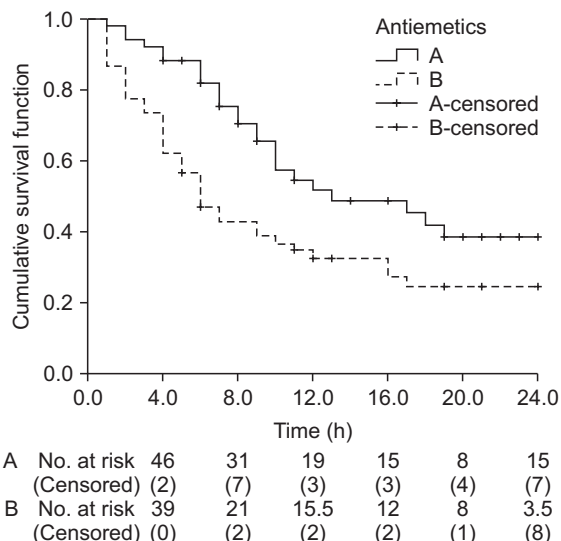 Antiemetics
A
B
A-censored
B-censored
Cumulative survival function
1.0
0.8
0.6
0.4
0.2
0.0
0.0 4.0 8.0 12.0 16.0 20.0 24.0
Time (h)
A No. at risk 46 31 19 15 8 15
(Censored) (2) (7) (3) (3) (4) (7)
B No. at risk 39 21 15.5 12 8 3.5
(Censored) (0) (2) (2) (2) (1) (8)